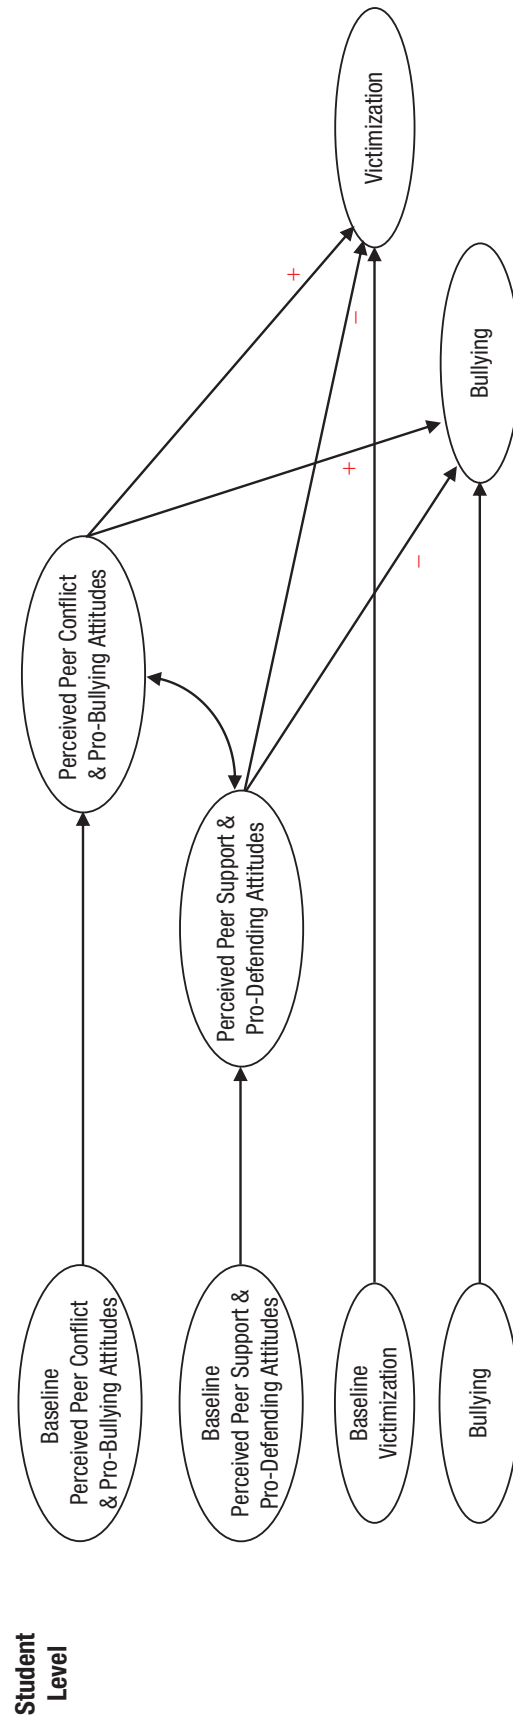 Student
Level
Baseline
Perceived Peer Conflict
& Pro-Bullying Attitudes
Baseline
Perceived Peer Support &
Pro-Defending Attitudes
Baseline
Victimization
Bullying
Perceived Peer Conflict
& Pro-Bullying Attitudes
Perceived Peer Support &
Pro-Defending Attitudes
+
–
+
–
Victimization
Bullying